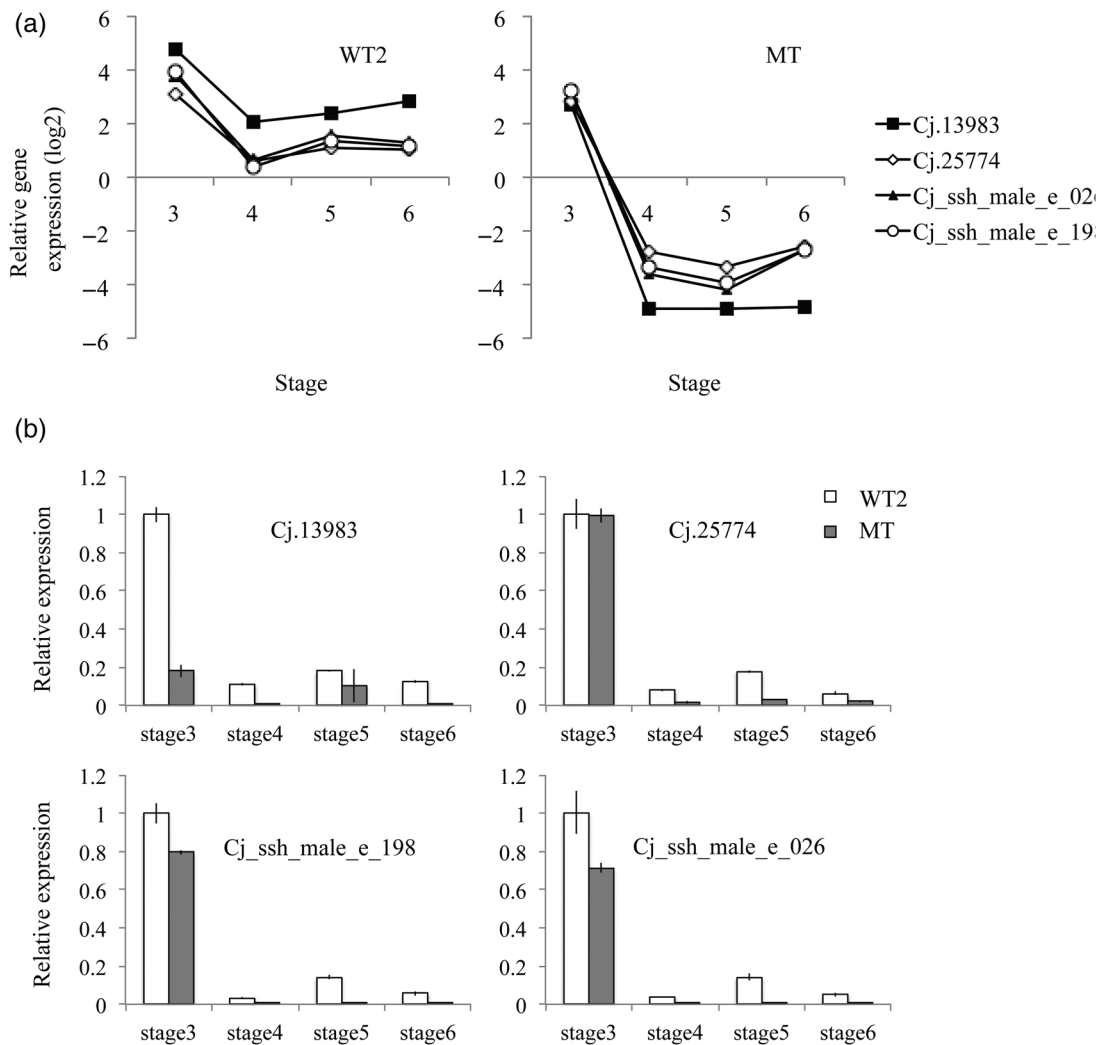 (a)
WT2
MT
6
4
2
0
−2
−4
−6
3 4 5 6
Relative gene
expression (log2)
Stage
6
4
2
0
−2
−4
−6
3 4 5 6
Stage
Cj.13983
Cj.25774
Cj_ssh_male_e_026
Cj_ssh_male_e_198
(b)
Relative expression
1.2
1
0.8
0.6
0.4
0.2
0
Cj.13983
stage3 stage4 stage5 stage6
1.2
1
0.8
0.6
0.4
0.2
0
Cj.25774
WT2
MT
stage3 stage4 stage5 stage6
Relative expression
1.2
1
0.8
0.6
0.4
0.2
0
Cj_ssh_male_e_198
stage3 stage4 stage5 stage6
1.2
1
0.8
0.6
0.4
0.2
0
Cj_ssh_male_e_026
stage3 stage4 stage5 stage6